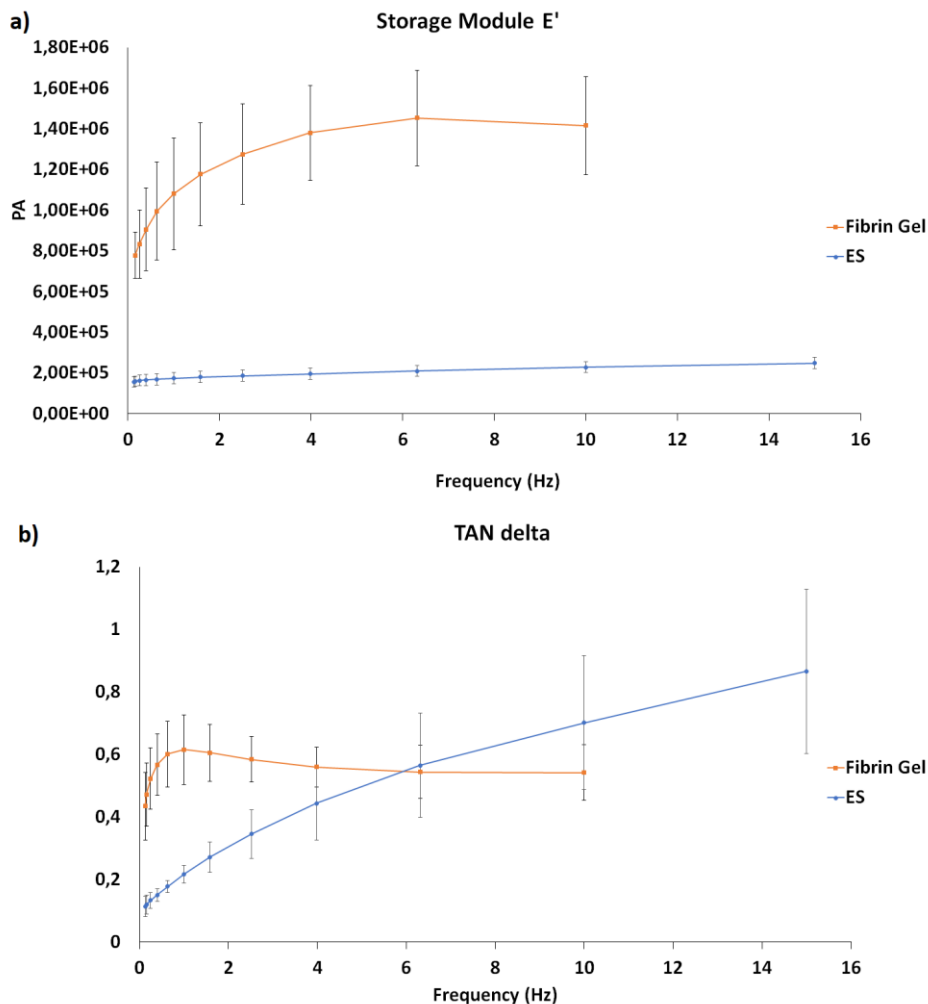 a)
Storage Module E'
1,80E+06
1,60E+06
1,40E+06
1,20E+06
1,00E+06
8,00E+05
6,00E+05
4,00E+05
2,00E+05
0,00E+00
PA
0 2 4 6 8 10 12 14 16
Frequency (Hz)
Fibrin Gel
ES
b)
TAN delta
1,2
1
0,8
0,6
0,4
0,2
0
0 2 4 6 8 10 12 14 16
Frequency (Hz)
Fibrin Gel
ES